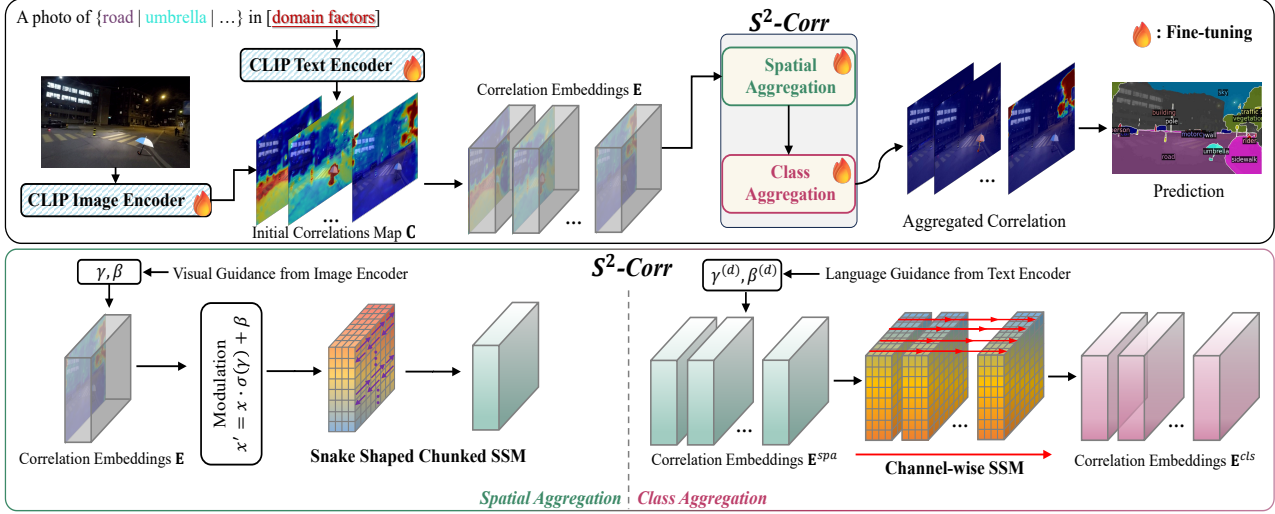 A photo of {road | umbrella | …} in [domain factors]
S²-Corr
🔥 : Fine-tuning
CLIP Text Encoder
Spatial
Aggregation
Correlation Embeddings E
CLIP Image Encoder
Class
Aggregation
...
Initial Correlations Map C
...
...
Aggregated Correlation
sky
traffic
vegetation
building
pole
person
motorcy
wall
rider
umbrella
road
sidewalk
Prediction
S²-Corr
γ, β
Visual Guidance from Image Encoder
γ⁽ᵈ⁾, β⁽ᵈ⁾
Language Guidance from Text Encoder
Modulation
x′ = x · σ(γ) + β
...
...
...
Correlation Embeddings E
Snake Shaped Chunked SSM
Correlation Embeddings Eˢᵖᵃ
Channel-wise SSM
Correlation Embeddings Eᶜˡˢ
Spatial Aggregation
Class Aggregation